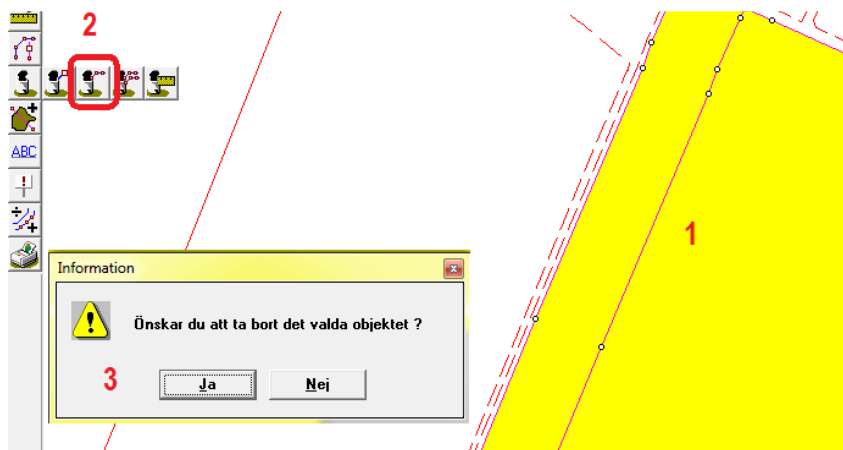 2
ABC
1
Information
Önskar du att ta bort det valda objektet ?
3
Ja
Nej